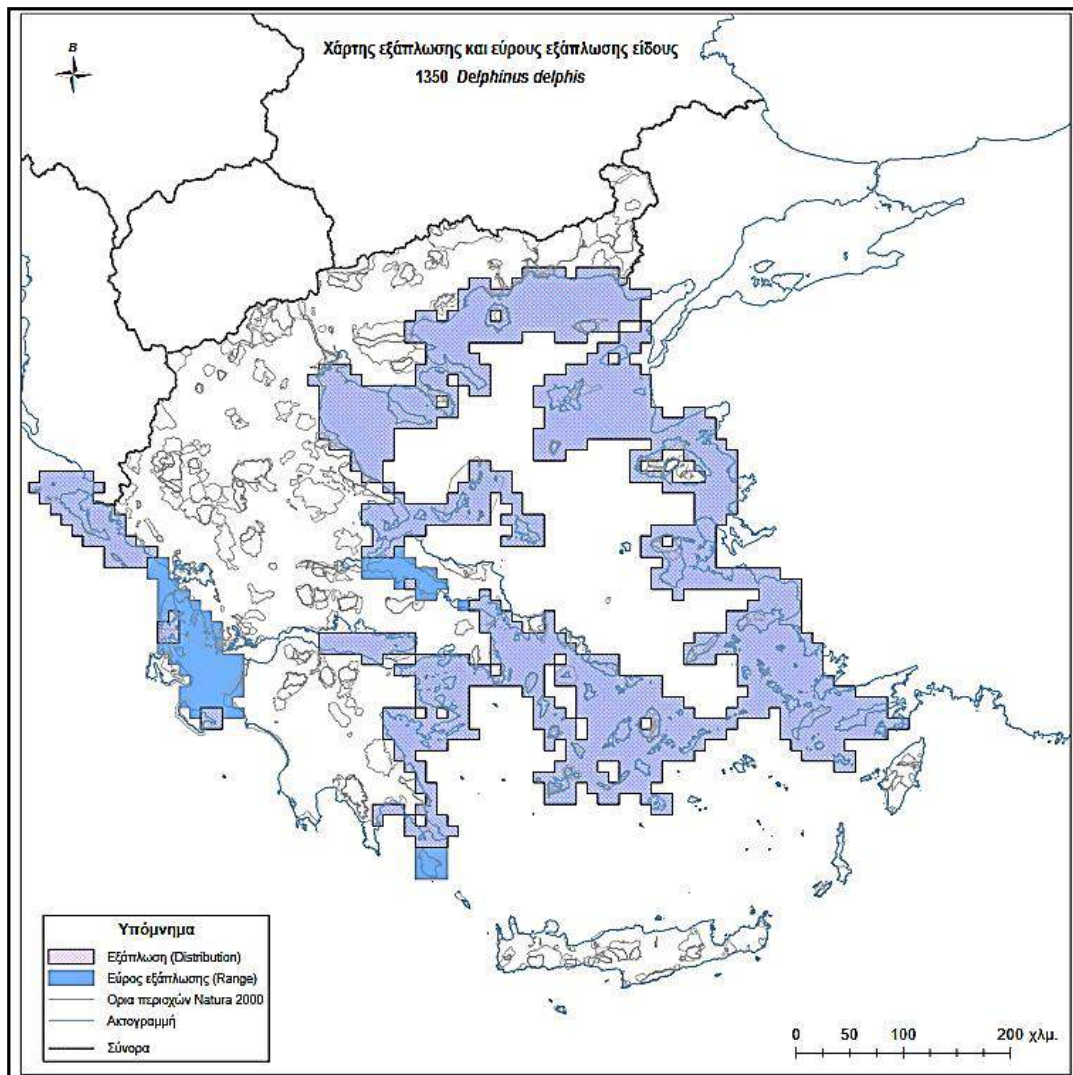 Χάρτης εξάπλωσης και εύρους εξάπλωσης είδους
1350 Delphinus delphis
Β
Υπόμνημα
Εξάπλωση (Distribution)
Εύρος εξάπλωσης (Range)
Ορια περιοχών Natura 2000
Ακτογραμμή
Σύνορα
0 50 100 200 χλμ.